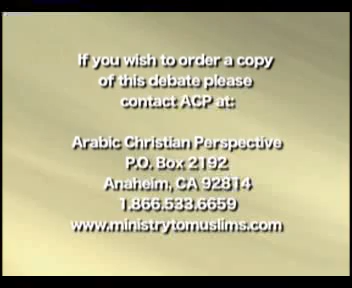 If you wish to order a copy
of this debate please
contact ACP at:
Arabic Christian Perspective
P.O. Box 2192
Anaheim, CA 92814
1.866.533.6659
www.ministrytomuslims.com